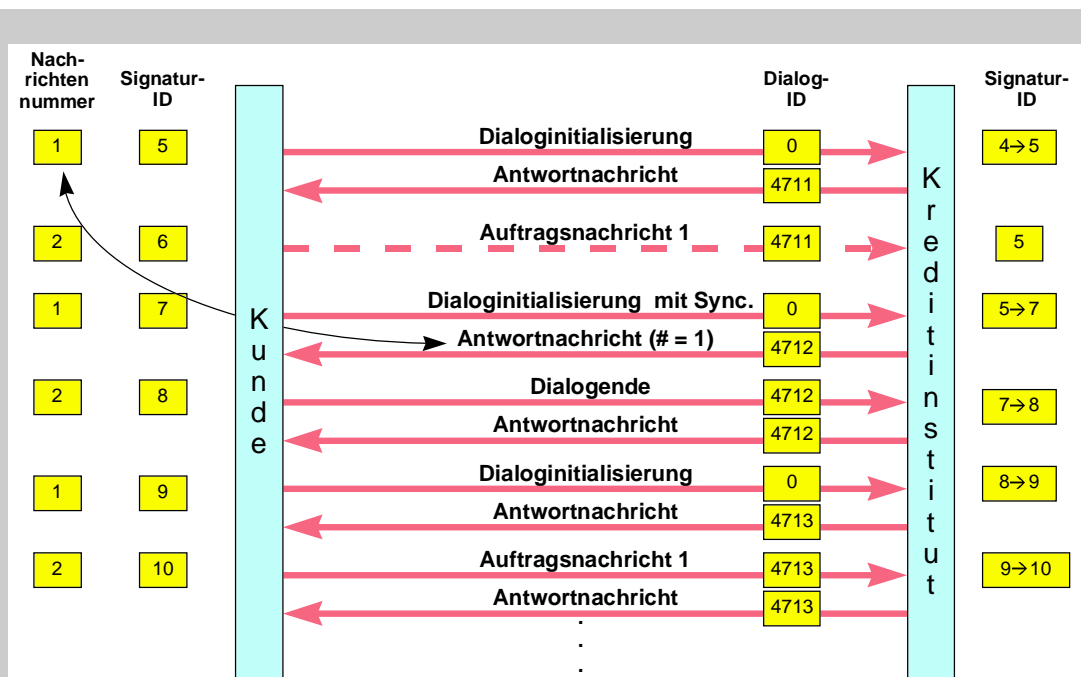 Nach-
richten
nummer
Signatur-
ID
Dialog-
ID
Signatur-
ID
1 5 Dialoginitialisierung 0 4→5
Antwortnachricht 4711
2 6 Auftragsnachricht 1 4711 5
1 7 Dialoginitialisierung mit Sync. 0 5→7
Antwortnachricht (# = 1) 4712
2 8 Dialogende 4712 7→8
Antwortnachricht 4712
1 9 Dialoginitialisierung 0 8→9
Antwortnachricht 4713
2 10 Auftragsnachricht 1 4713 9→10
Antwortnachricht 4713
.
.
.
Kunde
Kreditinstitut